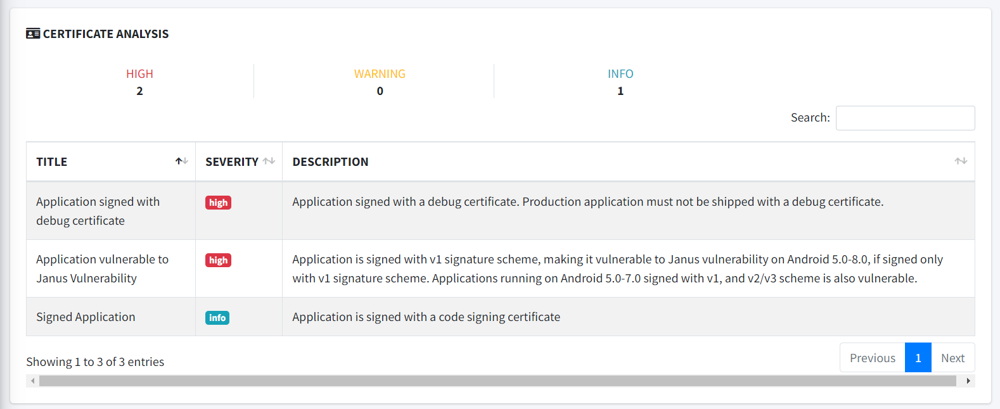 CERTIFICATE ANALYSIS
HIGH
2
WARNING
0
INFO
1
Search:
TITLE SEVERITY DESCRIPTION
Application signed with
debug certificate
high
Application signed with a debug certificate. Production application must not be shipped with a debug certificate.
Application vulnerable to
Janus Vulnerability
high
Application is signed with v1 signature scheme, making it vulnerable to Janus vulnerability on Android 5.0-8.0, if signed only
with v1 signature scheme. Applications running on Android 5.0-7.0 signed with v1, and v2/v3 scheme is also vulnerable.
Signed Application
info
Application is signed with a code signing certificate
Showing 1 to 3 of 3 entries
Previous 1 Next